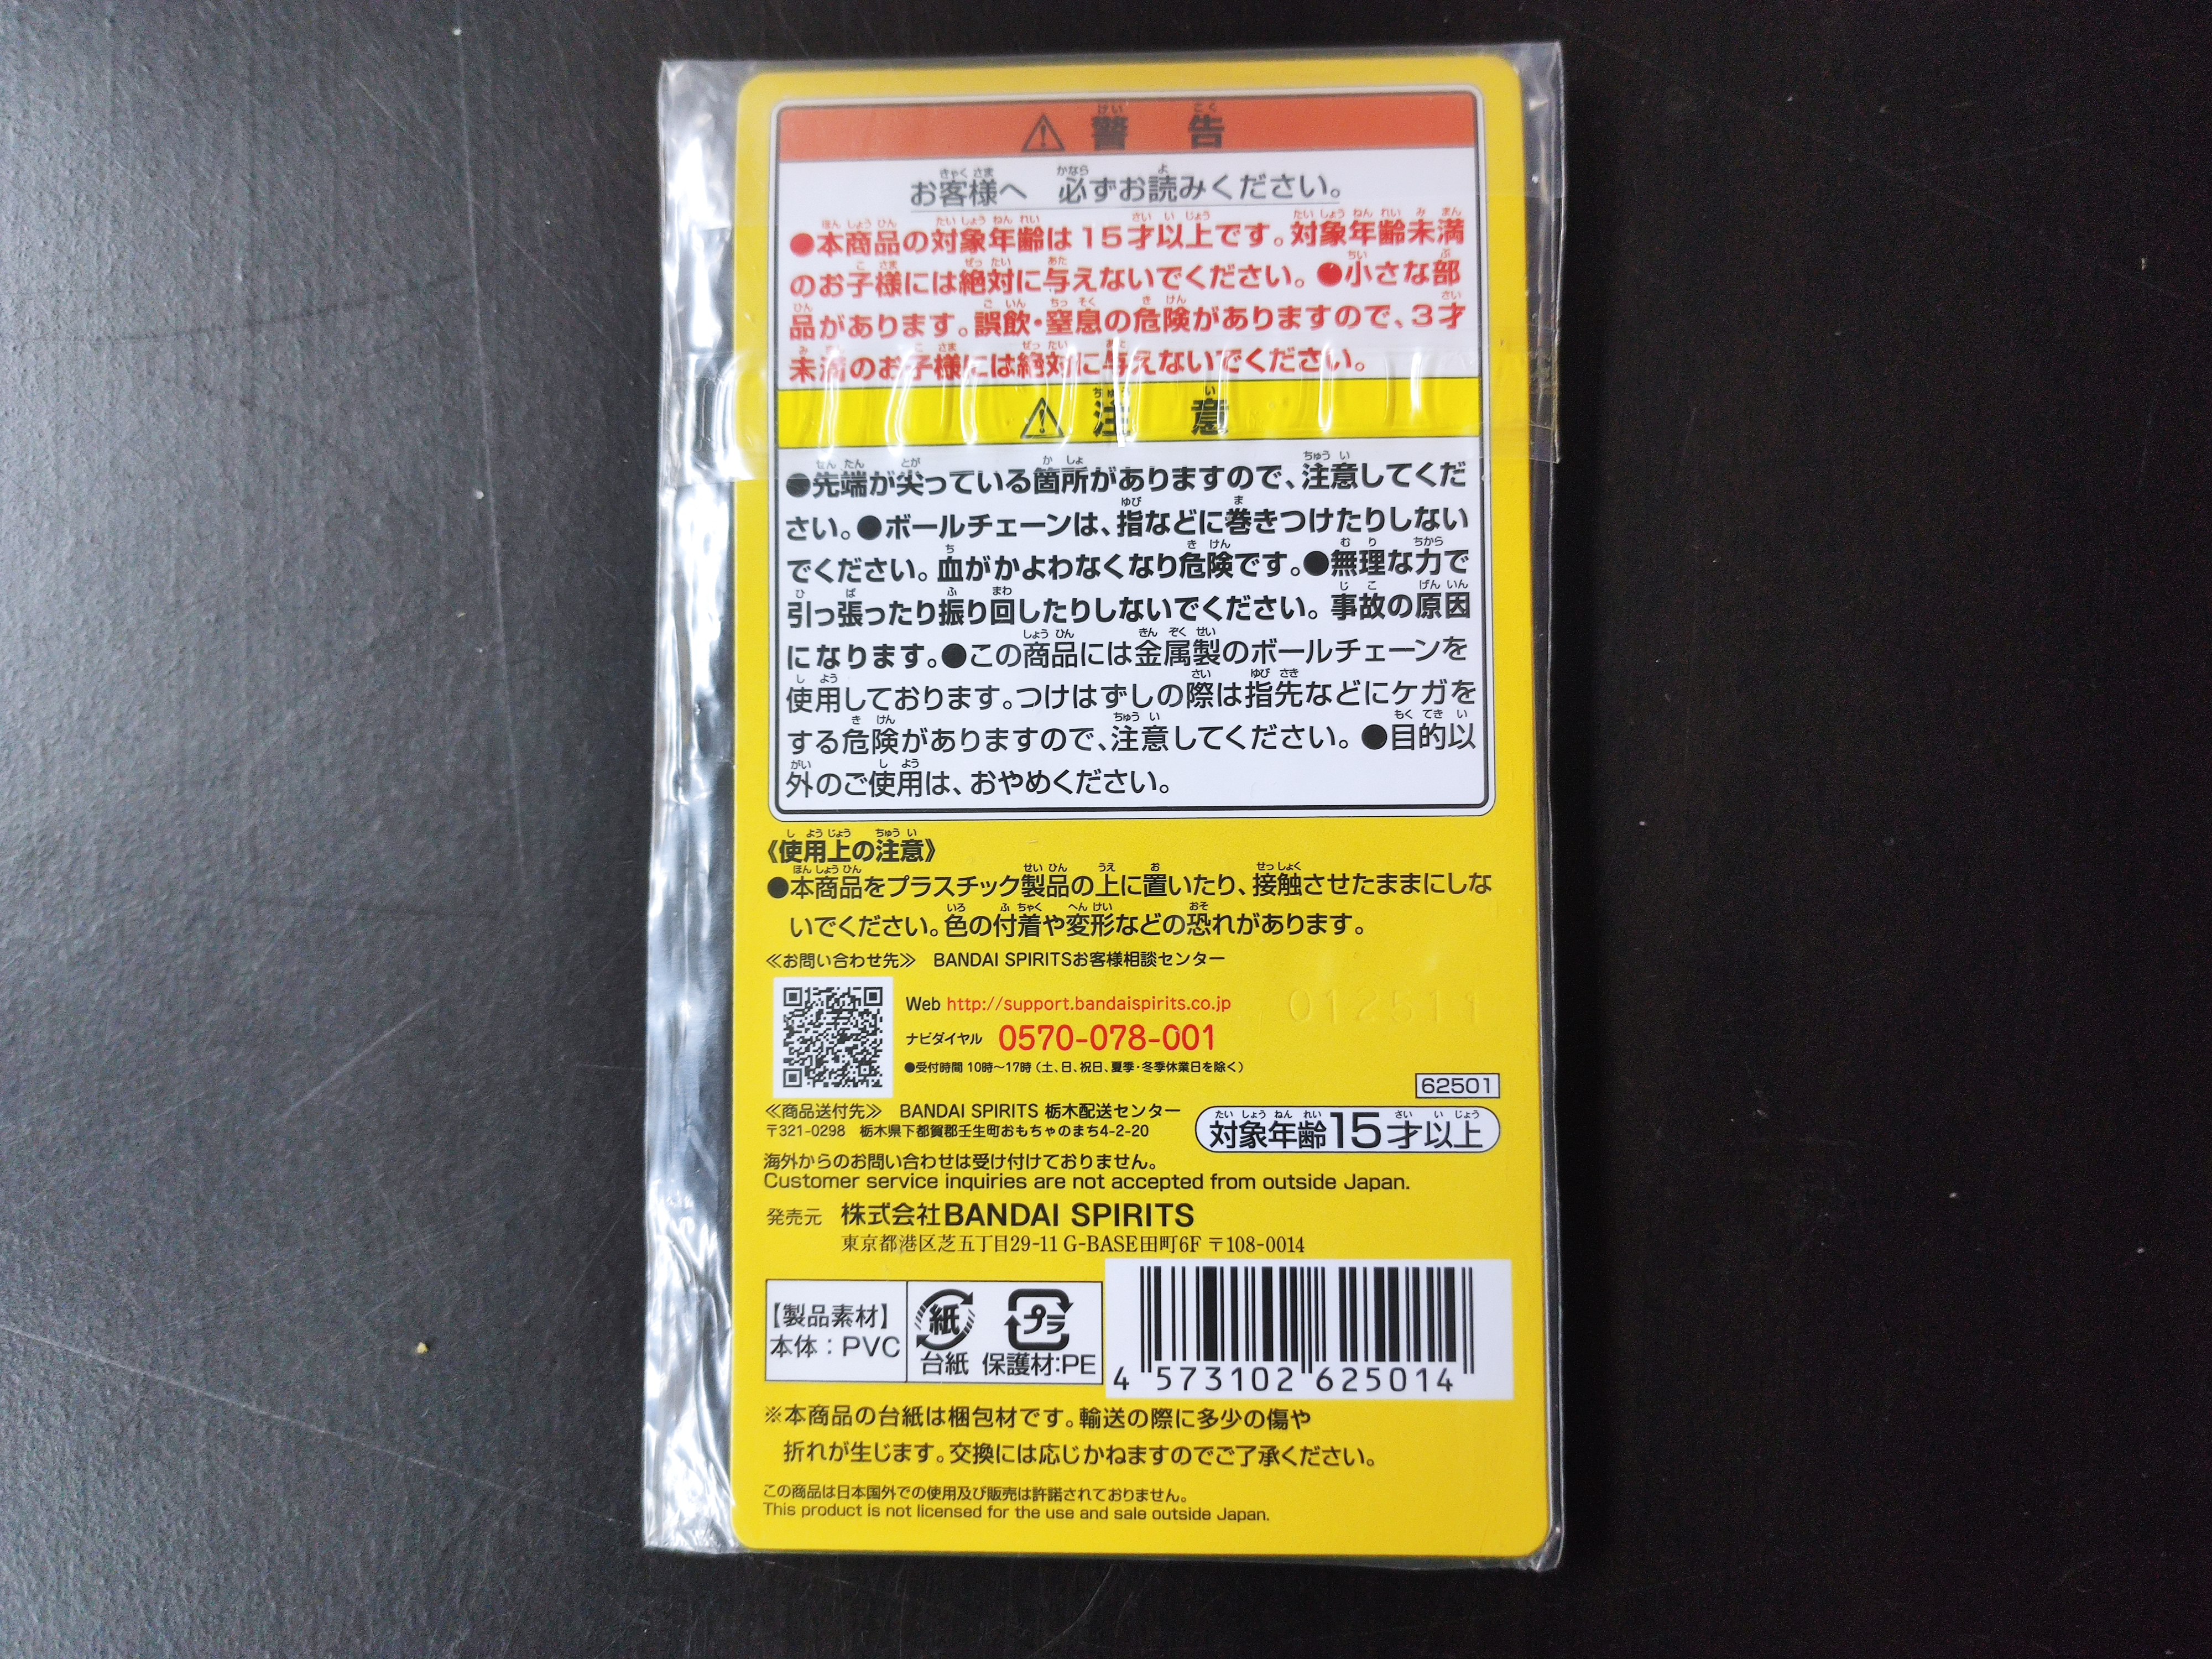 ⚠ 警 告
お客様へ 必ずお読みください。
●本商品の対象年齢は15才以上です。対象年齢未満
のお子様には絶対に与えないでください。●小さな部
品があります。誤飲・窒息の危険がありますので、3才
未満のお子様には絶対に与えないでください。
⚠ 注 意
●先端が尖っている箇所がありますので、注意してくだ
さい。●ボールチェーンは、指などに巻きつけたりしない
でください。血がかよわなくなり危険です。●無理な力で
引っ張ったり振り回したりしないでください。事故の原因
になります。●この商品には金属製のボールチェーンを
使用しております。つけはずしの際は指先などにケガを
する危険がありますので、注意してください。●目的以
外のご使用は、おやめください。
《使用上の注意》
●本商品をプラスチック製品の上に置いたり、接触させたままにしな
いでください。色の付着や変形などの恐れがあります。
≪お問い合わせ先≫ BANDAI SPIRITSお客様相談センター
Web http://support.bandaispirits.co.jp
012511
ナビダイヤル 0570-078-001
●受付時間 10時〜17時（土、日、祝日、夏季・冬季休業日を除く）
62501
≪商品送付先≫ BANDAI SPIRITS 栃木配送センター
〒321-0298 栃木県下都賀郡壬生町おもちゃのまち4-2-20
対象年齢15才以上
海外からのお問い合わせは受け付けておりません。
Customer service inquiries are not accepted from outside Japan.
発売元 株式会社BANDAI SPIRITS
東京都港区芝五丁目29-11 G-BASE田町6F 〒108-0014
【製品素材】
本体：PVC
紙
台紙
プラ
保護材:PE
4 573102 625014
※本商品の台紙は梱包材です。輸送の際に多少の傷や
折れが生じます。交換には応じかねますのでご了承ください。
この商品は日本国外での使用及び販売は許諾されておりません。
This product is not licensed for the use and sale outside Japan.